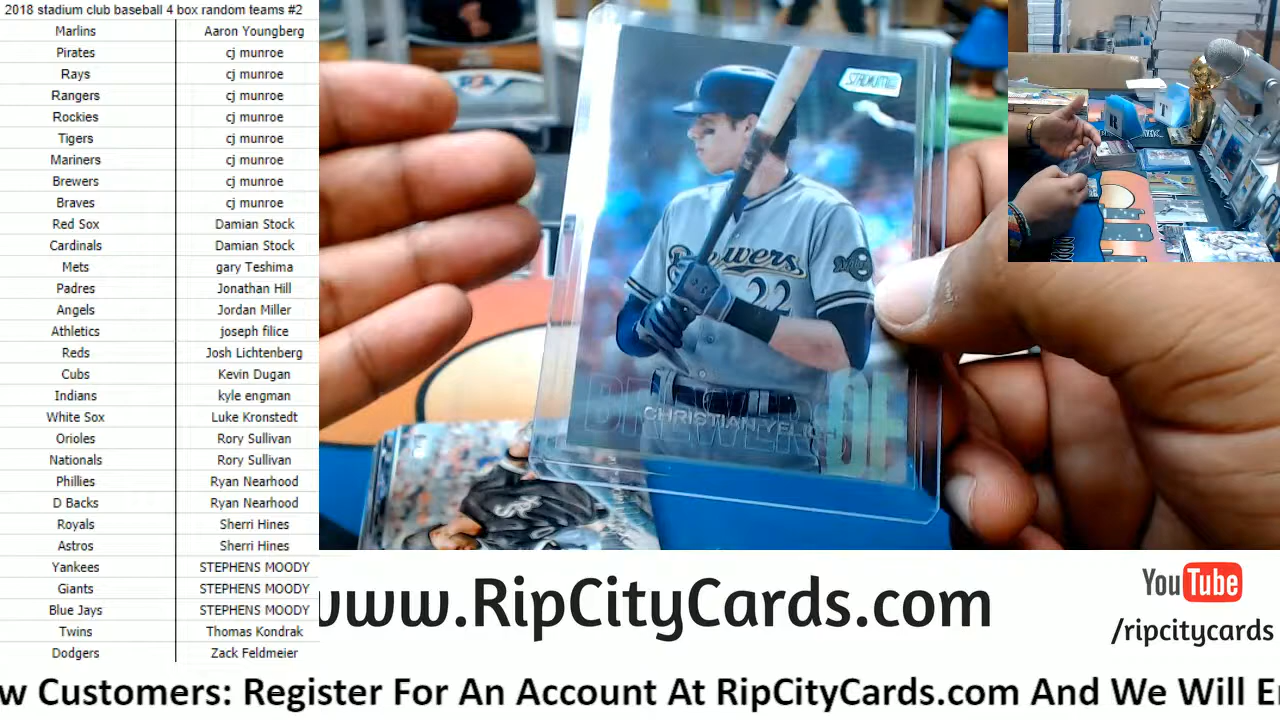 2018 stadium club baseball 4 box random teams #2
Marlins Aaron Youngberg
Pirates cj munroe
Rays cj munroe
Rangers cj munroe
Rockies cj munroe
Tigers cj munroe
Mariners cj munroe
Brewers cj munroe
Braves cj munroe
Red Sox Damian Stock
Cardinals Damian Stock
Mets gary Teshima
Padres Jonathan Hill
Angels Jordan Miller
Athletics joseph filice
Reds Josh Lichtenberg
Cubs Kevin Dugan
Indians kyle engman
White Sox Luke Kronstedt
Orioles Rory Sullivan
Nationals Rory Sullivan
Phillies Ryan Nearhood
D Backs Ryan Nearhood
Royals Sherri Hines
Astros Sherri Hines
Yankees STEPHENS MOODY
Giants STEPHENS MOODY
Blue Jays STEPHENS MOODY
Twins Thomas Kondrak
Dodgers Zack Feldmeier
Brewers
22
BREWERS OF
CHRISTIAN YELICH
www.RipCityCards.com
YouTube
/ripcitycards
w Customers: Register For An Account At RipCityCards.com And We Will E